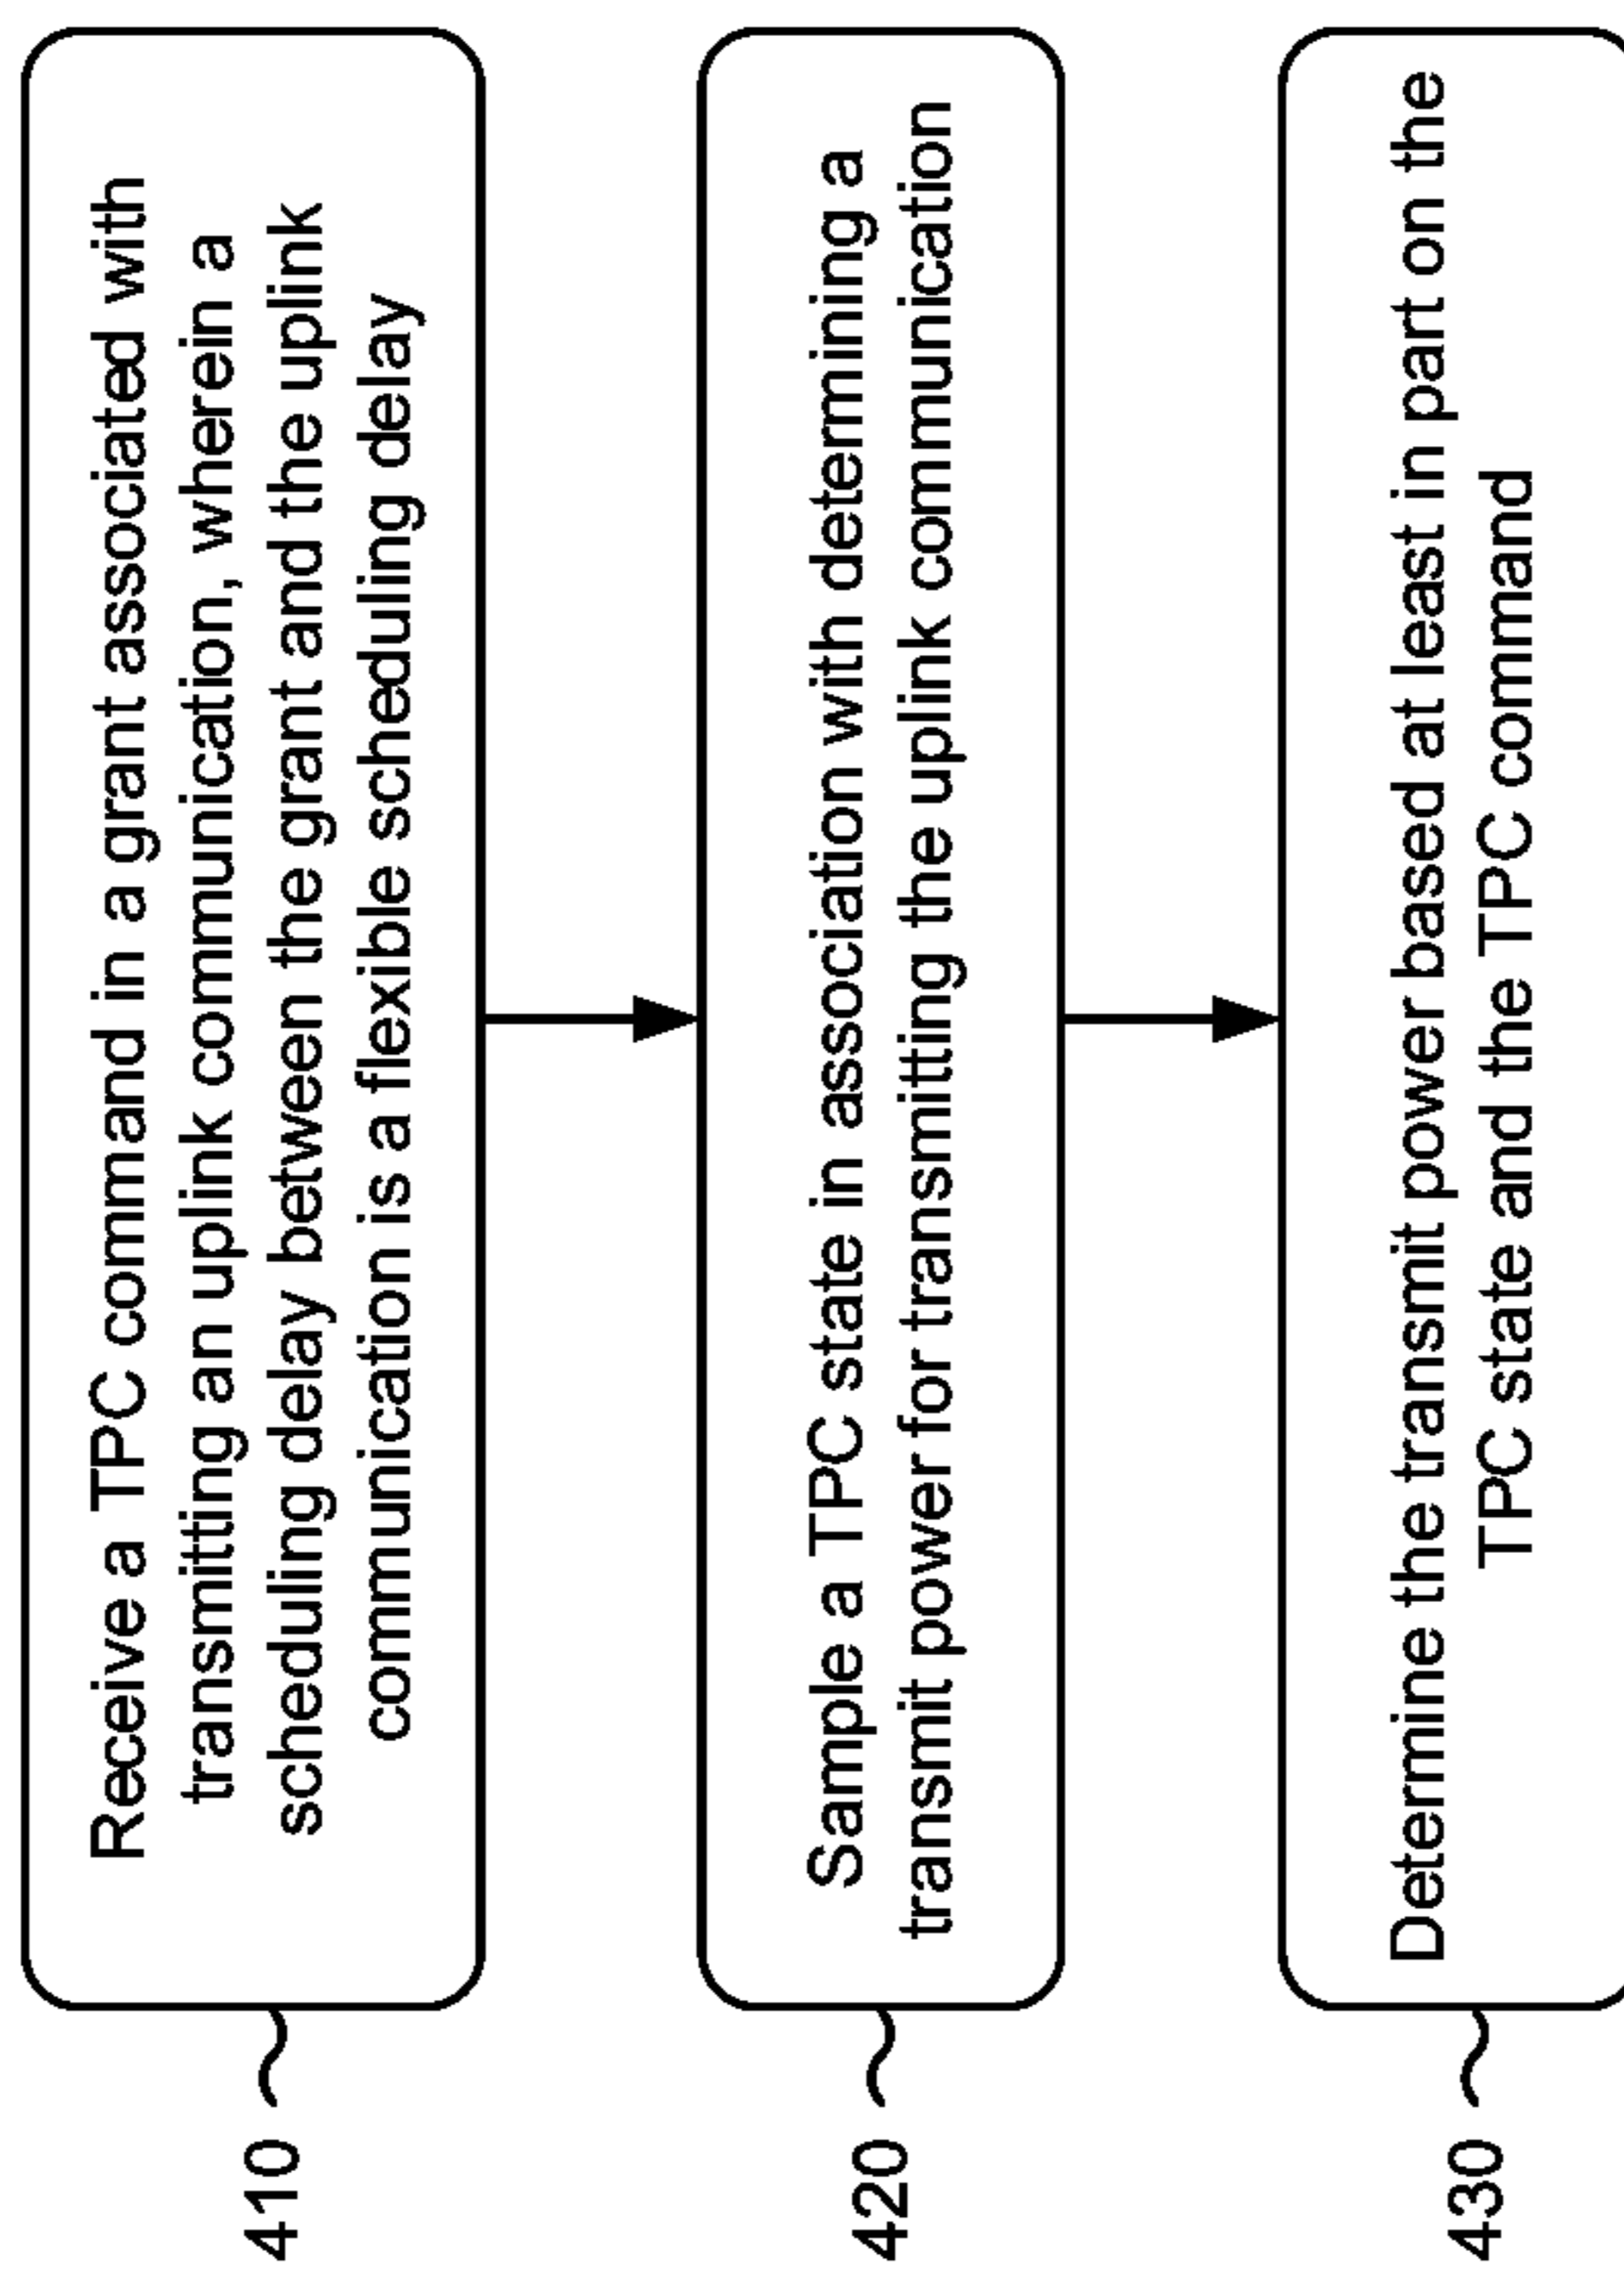 410
Receive a TPC command in a grant associated with
transmitting an uplink communication, wherein a
scheduling delay between the grant and the uplink
communication is a flexible scheduling delay
420
Sample a TPC state in association with determining a
transmit power for transmitting the uplink communication
430
Determine the transmit power based at least in part on the
TPC state and the TPC command